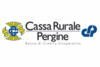 Cassa Rurale
Pergine
Banca di Credito Cooperativo